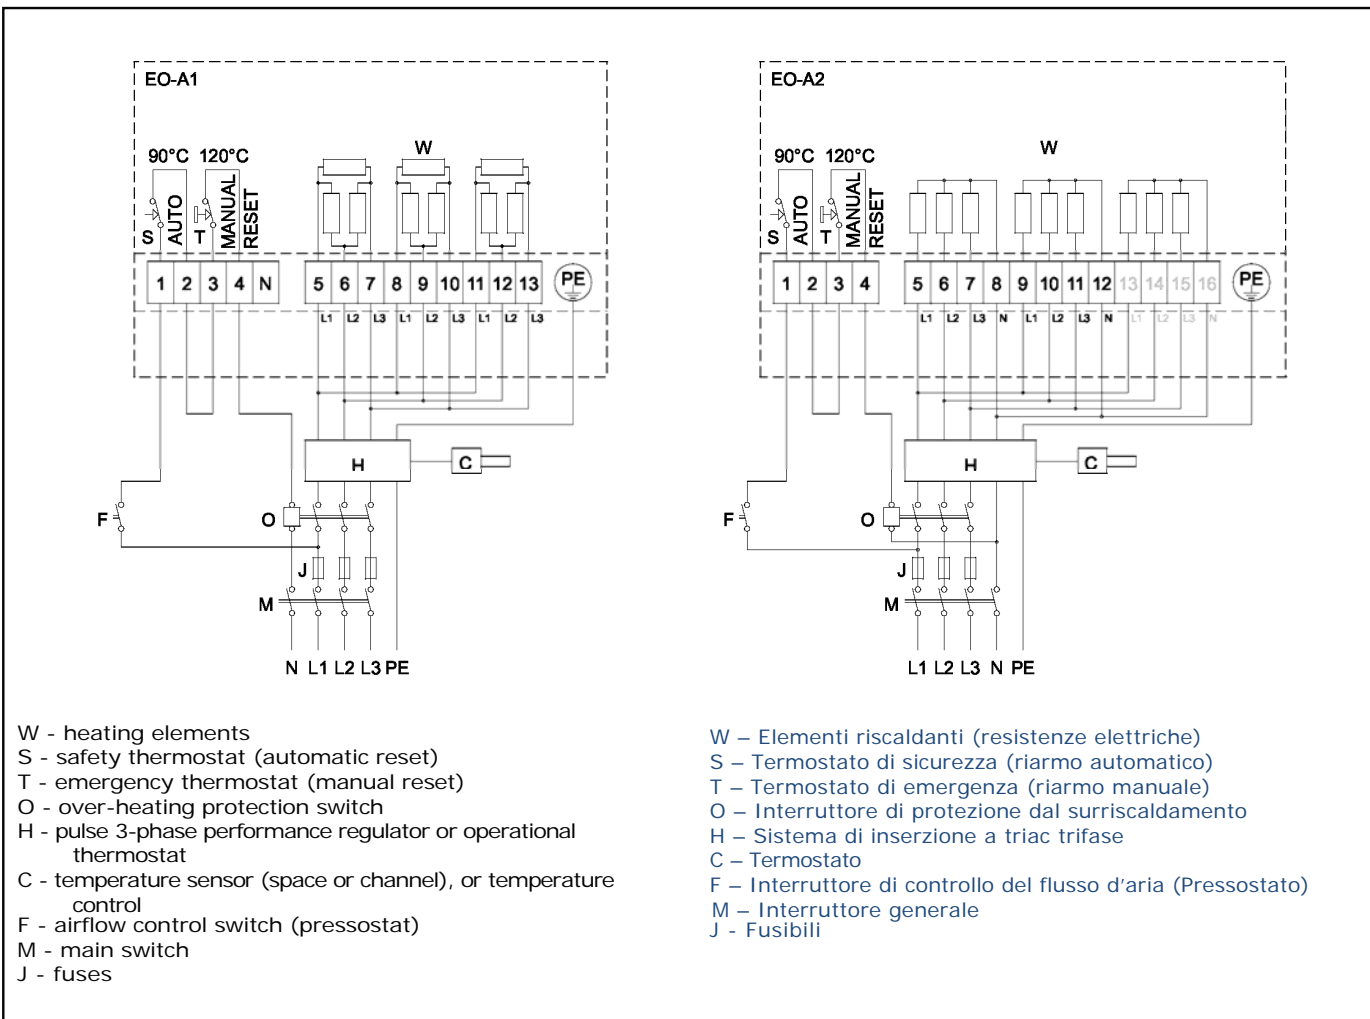 EO-A1
90°C 120°C
W
S
AUTO
T
MANUAL
RESET
1 2 3 4 N
5 6 7 8 9 10 11 12 13
PE
L1 L2 L3 L1 L2 L3 L1 L2 L3
H
C
F
O
J
M
N L1 L2 L3 PE
EO-A2
90°C 120°C
W
S
AUTO
T
MANUAL
RESET
1 2 3 4
5 6 7 8 9 10 11 12 13 14 15 16
PE
L1 L2 L3 N L1 L2 L3 N L1 L2 L3 N
H
C
F
O
J
M
L1 L2 L3 N PE
W - heating elements
S - safety thermostat (automatic reset)
T - emergency thermostat (manual reset)
O - over-heating protection switch
H - pulse 3-phase performance regulator or operational
thermostat
C - temperature sensor (space or channel), or temperature
control
F - airflow control switch (pressostat)
M - main switch
J - fuses
W – Elementi riscaldanti (resistenze elettriche)
S – Termostato di sicurezza (riarmo automatico)
T – Termostato di emergenza (riarmo manuale)
O – Interruttore di protezione dal surriscaldamento
H – Sistema di inserzione a triac trifase
C – Termostato
F – Interruttore di controllo del flusso d'aria (Pressostato)
M – Interruttore generale
J - Fusibili